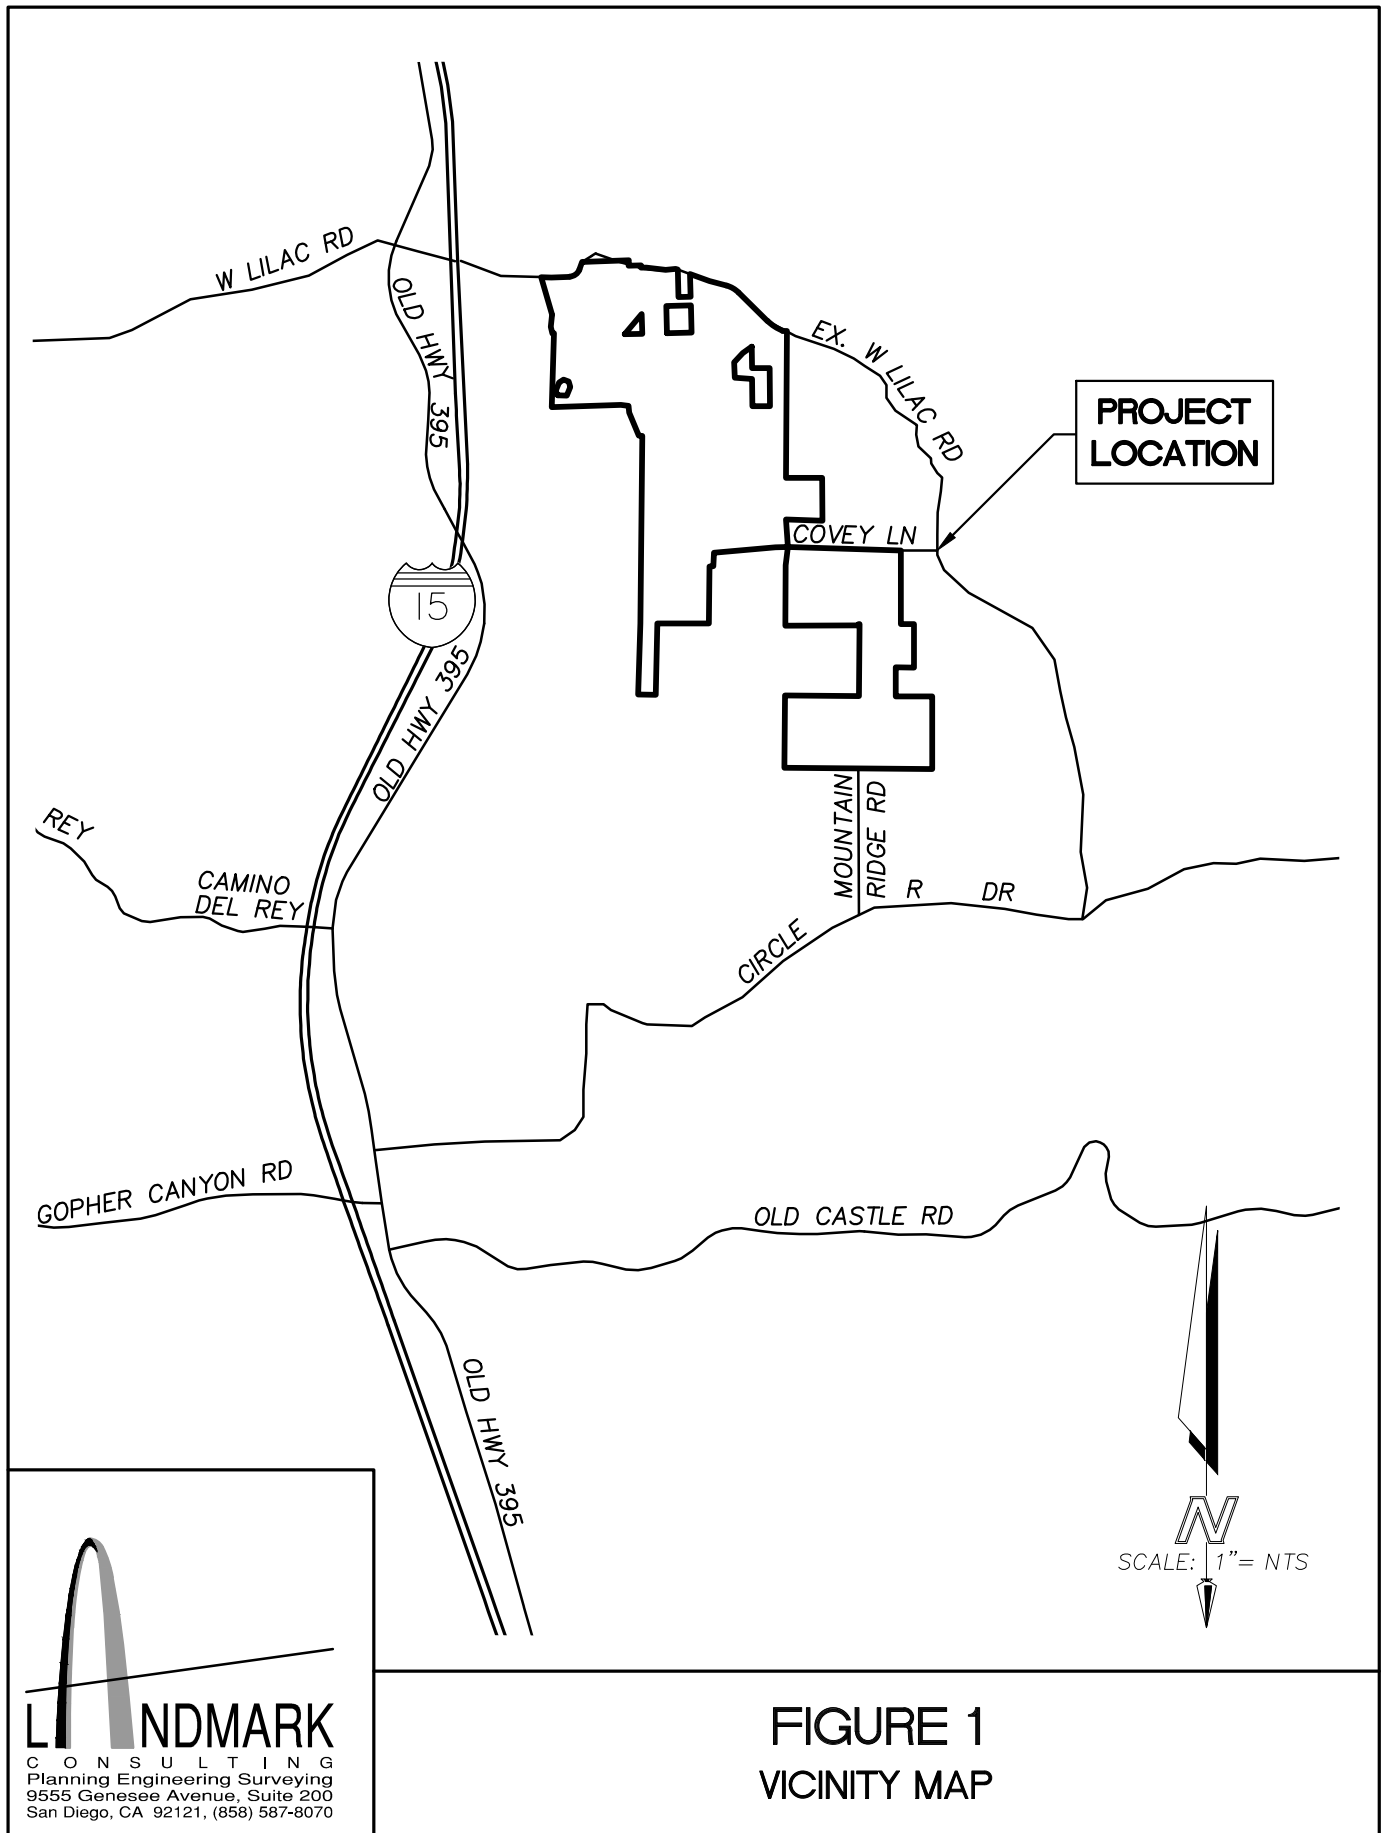 W LILAC RD
OLD HWY 395
EX. W LILAC RD
PROJECT
LOCATION
COVEY LN
15
OLD HWY 395
REY
CAMINO
DEL REY
MOUNTAIN
RIDGE RD
CIRCLE R DR
GOPHER CANYON RD
OLD CASTLE RD
OLD HWY 395
N
SCALE: 1"= NTS
LANDMARK
CONSULTING
Planning Engineering Surveying
9555 Genesee Avenue, Suite 200
San Diego, CA 92121, (858) 587-8070
FIGURE 1
VICINITY MAP